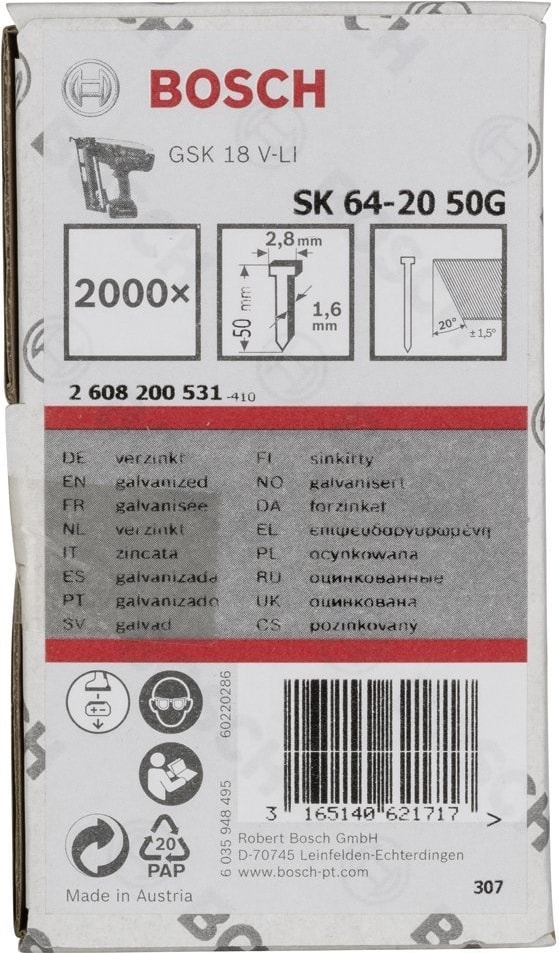 BOSCH
GSK 18 V-LI
SK 64-20 50G
2000×
2,8 mm
50 mm
1,6 mm
20°
± 1,5°
2 608 200 531 -410
DE verzinkt
EN galvanized
FR galvanisée
NL verzinkt
IT zincata
ES galvanizada
PT galvanizado
SV galvad
FI sinkitty
NO galvanisert
DA forzinket
EL επιψευδαργυρωμένη
PL ocynkowana
RU оцинкованные
UK оцинкована
CS pozinkovaný
60220286
6 035 948 495
3 165140 621717 >
20
PAP
Robert Bosch GmbH
D-70745 Leinfelden-Echterdingen
www.bosch-pt.com
Made in Austria
307